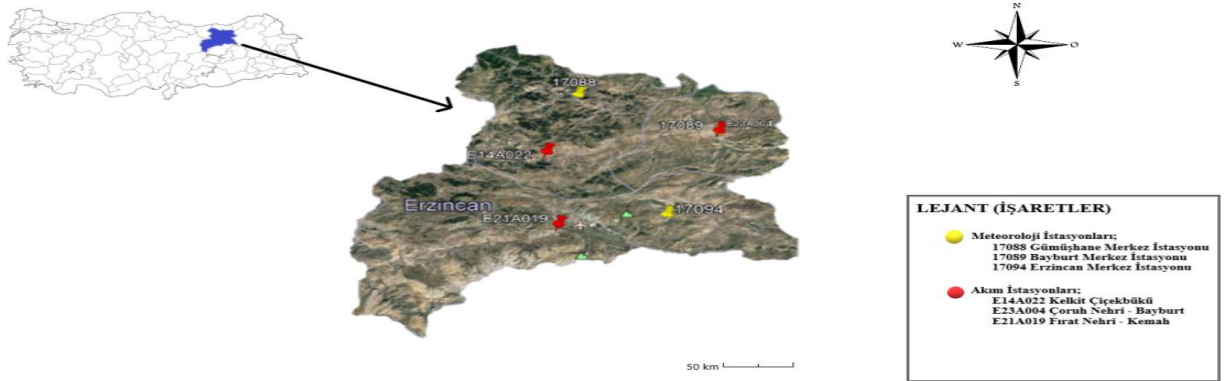 N
W
O
S
17088
17089
E23A004
E14A022
Erzincan
E21A019
17094
50 km
LEJANT (İŞARETLER)
Meteoroloji İstasyonları;
17088 Gümüşhane Merkez İstasyonu
17089 Bayburt Merkez İstasyonu
17094 Erzincan Merkez İstasyonu
Akım İstasyonları;
E14A022 Kelkit Çiçekbükü
E23A004 Çoruh Nehri - Bayburt
E21A019 Fırat Nehri - Kemah